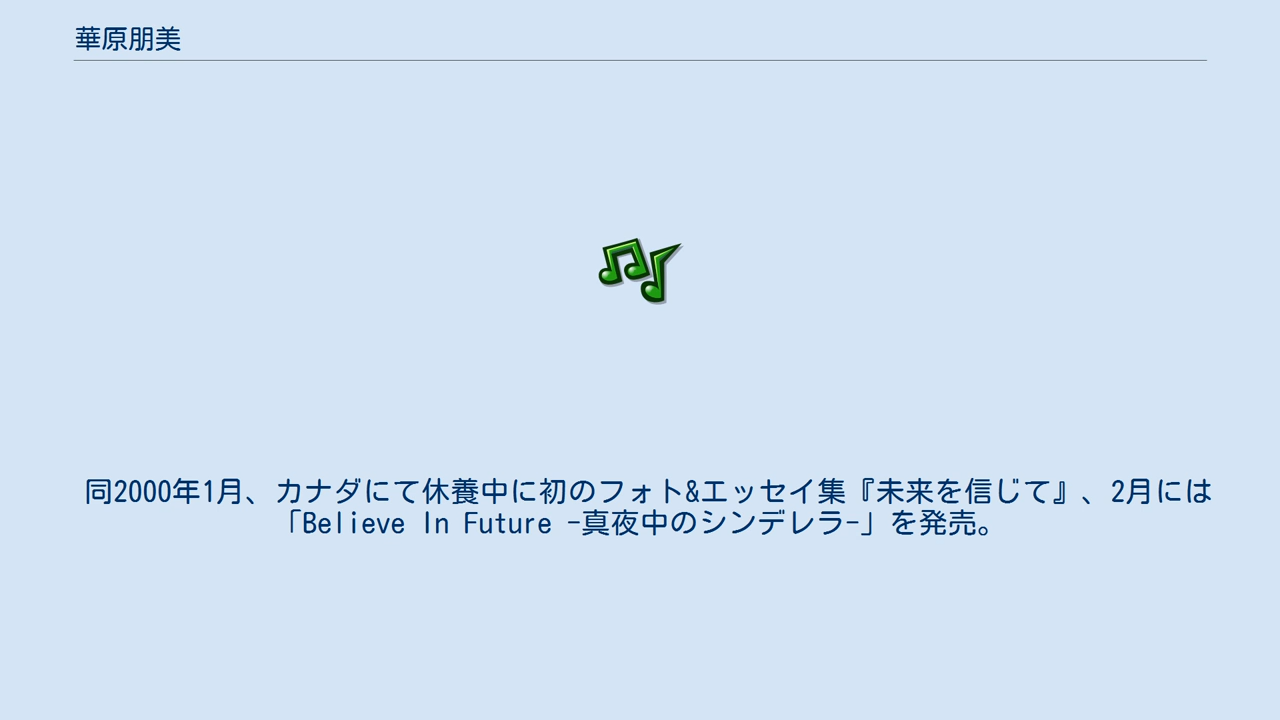 華原朋美
同2000年1月、カナダにて休養中に初のフォト&エッセイ集『未来を信じて』、2月には
「Believe In Future -真夜中のシンデレラ-」を発売。